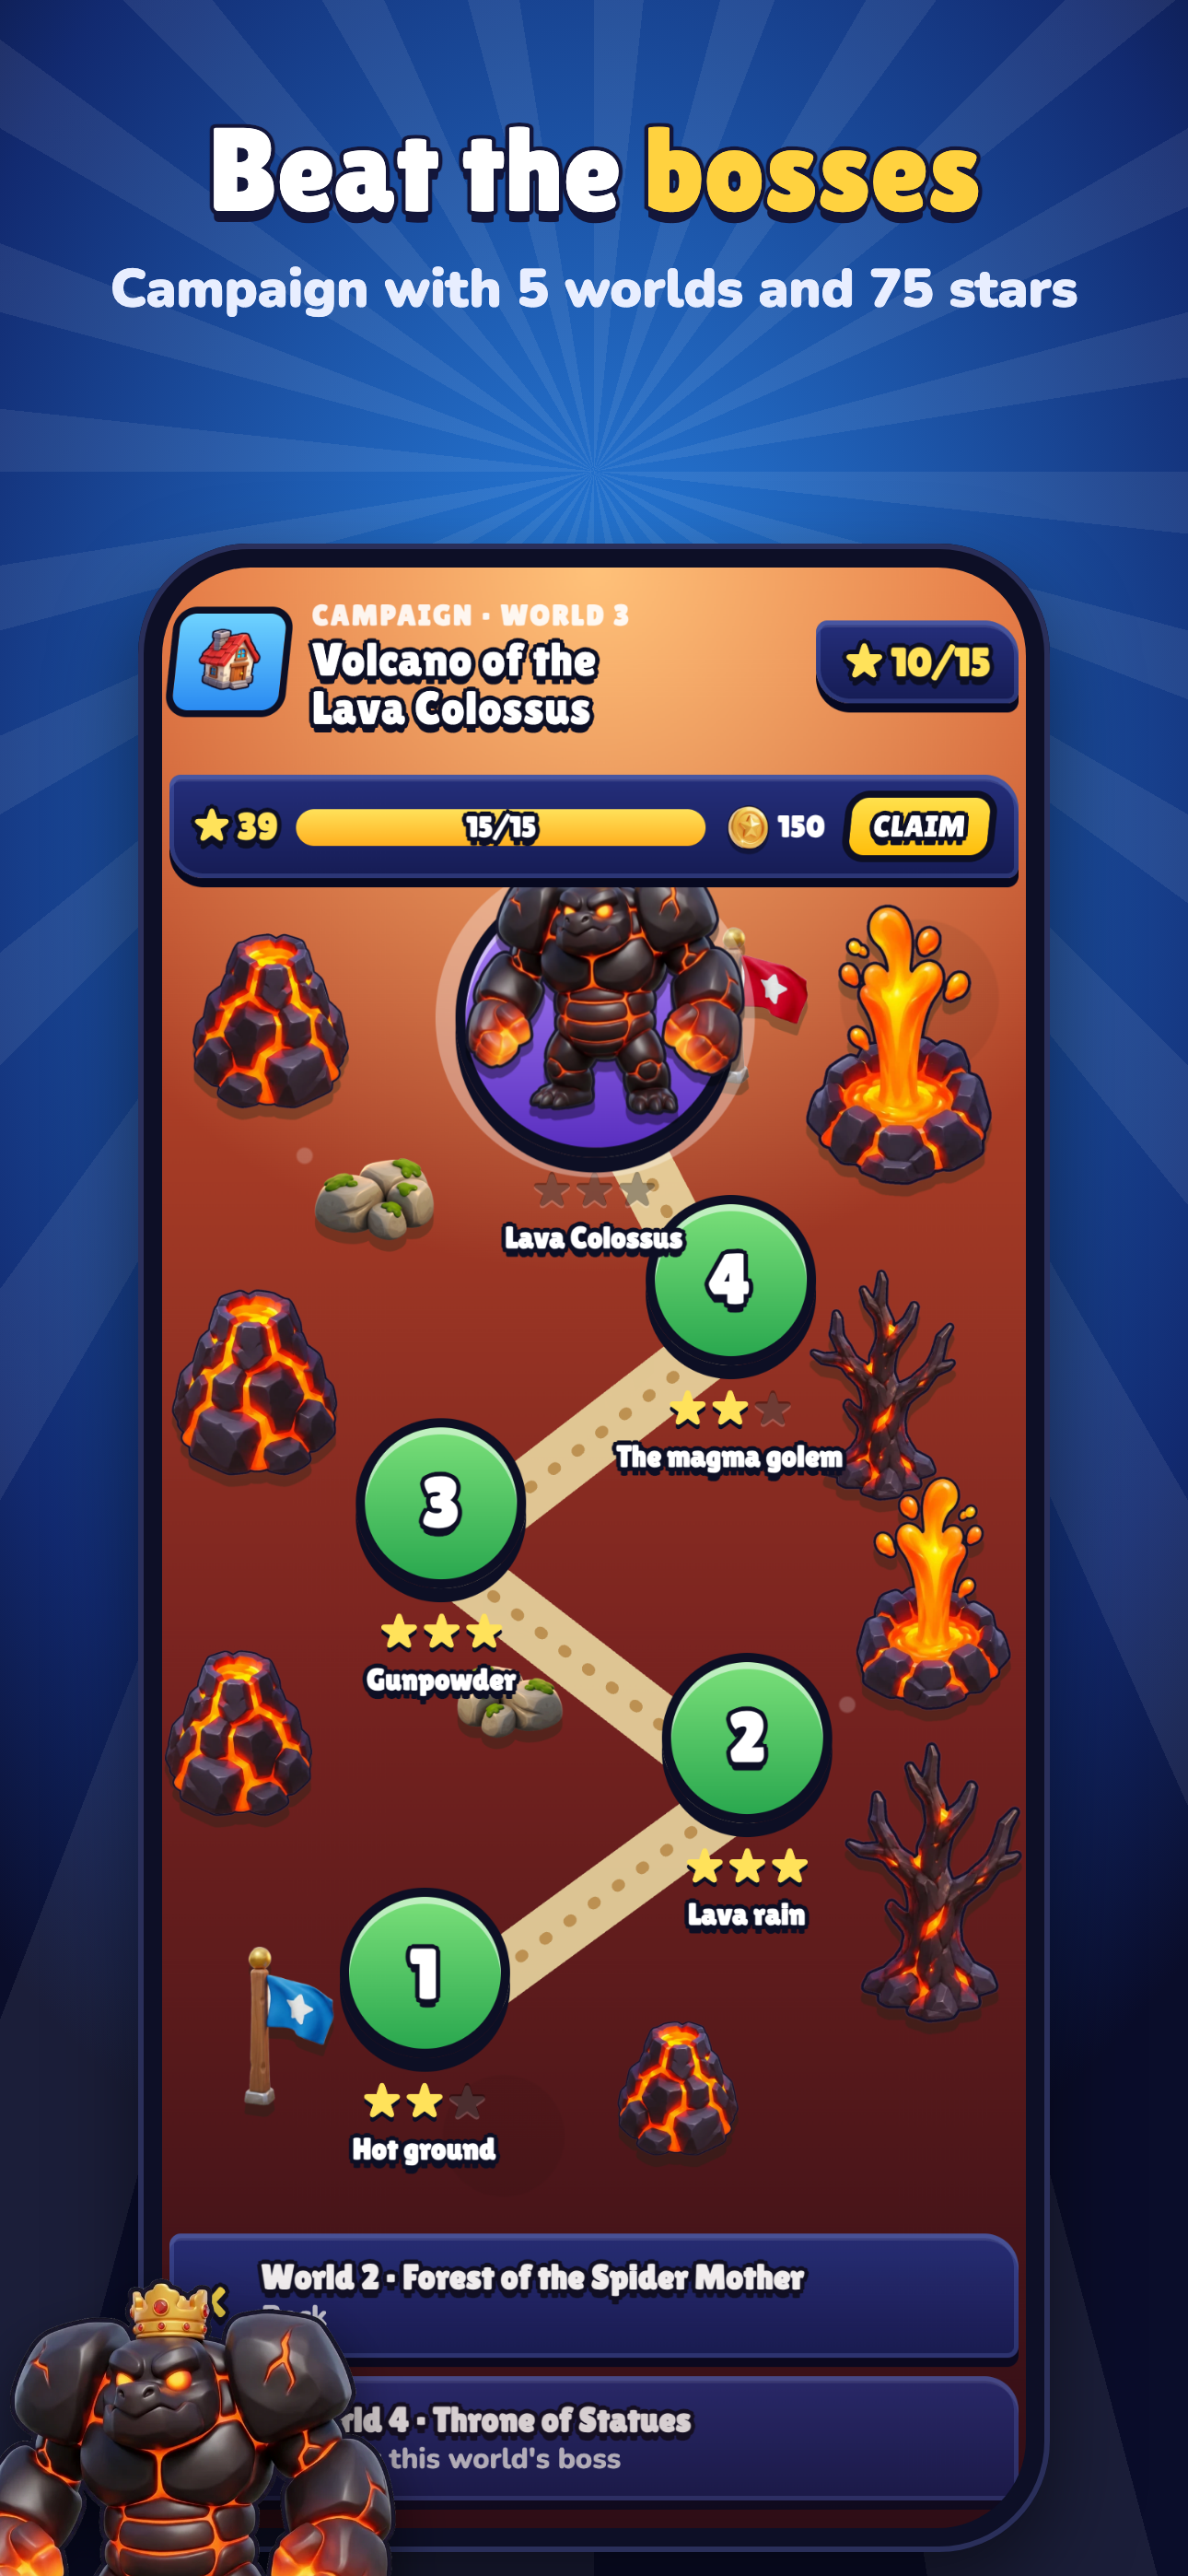 Beat the bosses
Campaign with 5 worlds and 75 stars
CAMPAIGN · WORLD 3
Volcano of the
Lava Colossus
10/15
39
15/15
150
CLAIM
Lava Colossus
4
The magma golem
3
Gunpowder
2
Lava rain
1
Hot ground
World 2 · Forest of the Spider Mother
4 · Throne of Statues
this world's boss